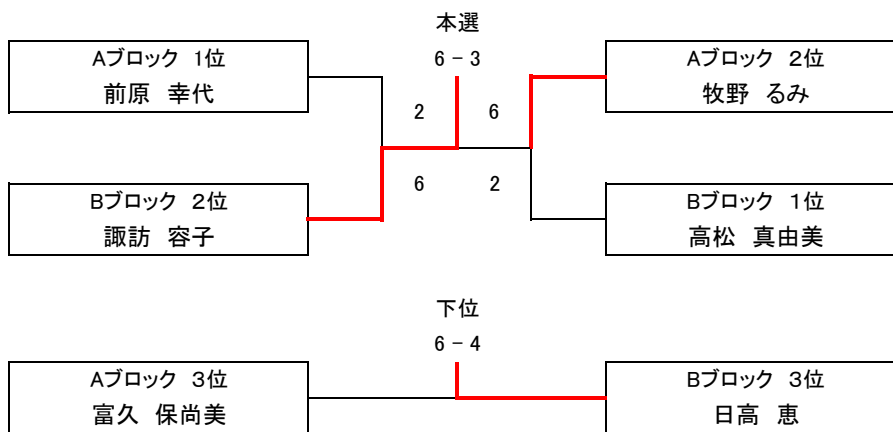 本選
6 − 3
Aブロック 1位
前原 幸代
Aブロック 2位
牧野 るみ
2 6
6 2
Bブロック 2位
諏訪 容子
Bブロック 1位
高松 真由美
下位
6 − 4
Aブロック 3位
富久 保尚美
Bブロック 3位
日高 恵